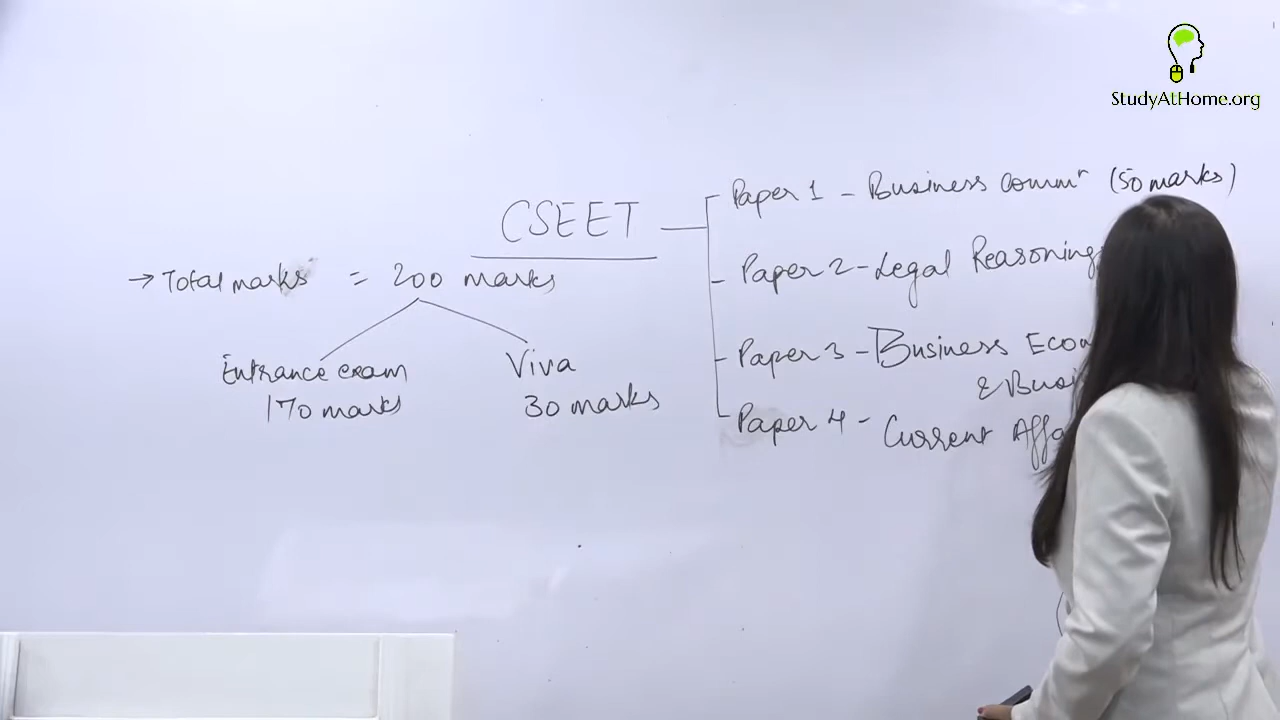 StudyAtHome.org
CSEET
→ Total marks = 200 marks
Entrance exam
170 marks
Viva
30 marks
Paper 1 - Business commⁿ (50 marks)
Paper 2 - Legal Reasoning
Paper 3 - Business Econ
& Busi
Paper 4 - Current Affa